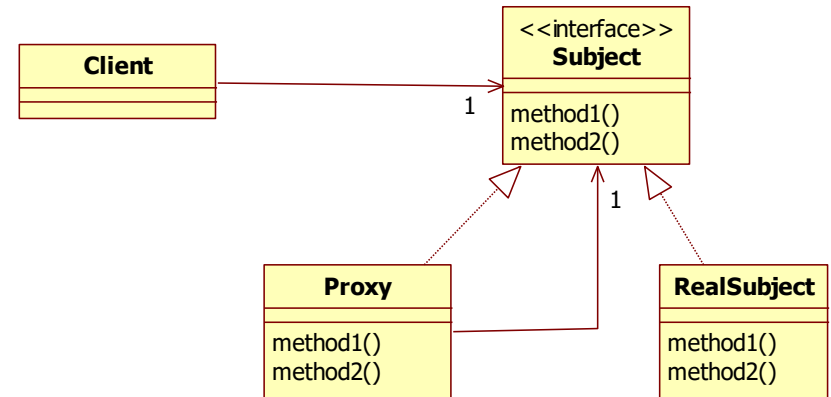 Client
<<interface>>
Subject
1
method1()
method2()
1
Proxy
method1()
method2()
RealSubject
method1()
method2()